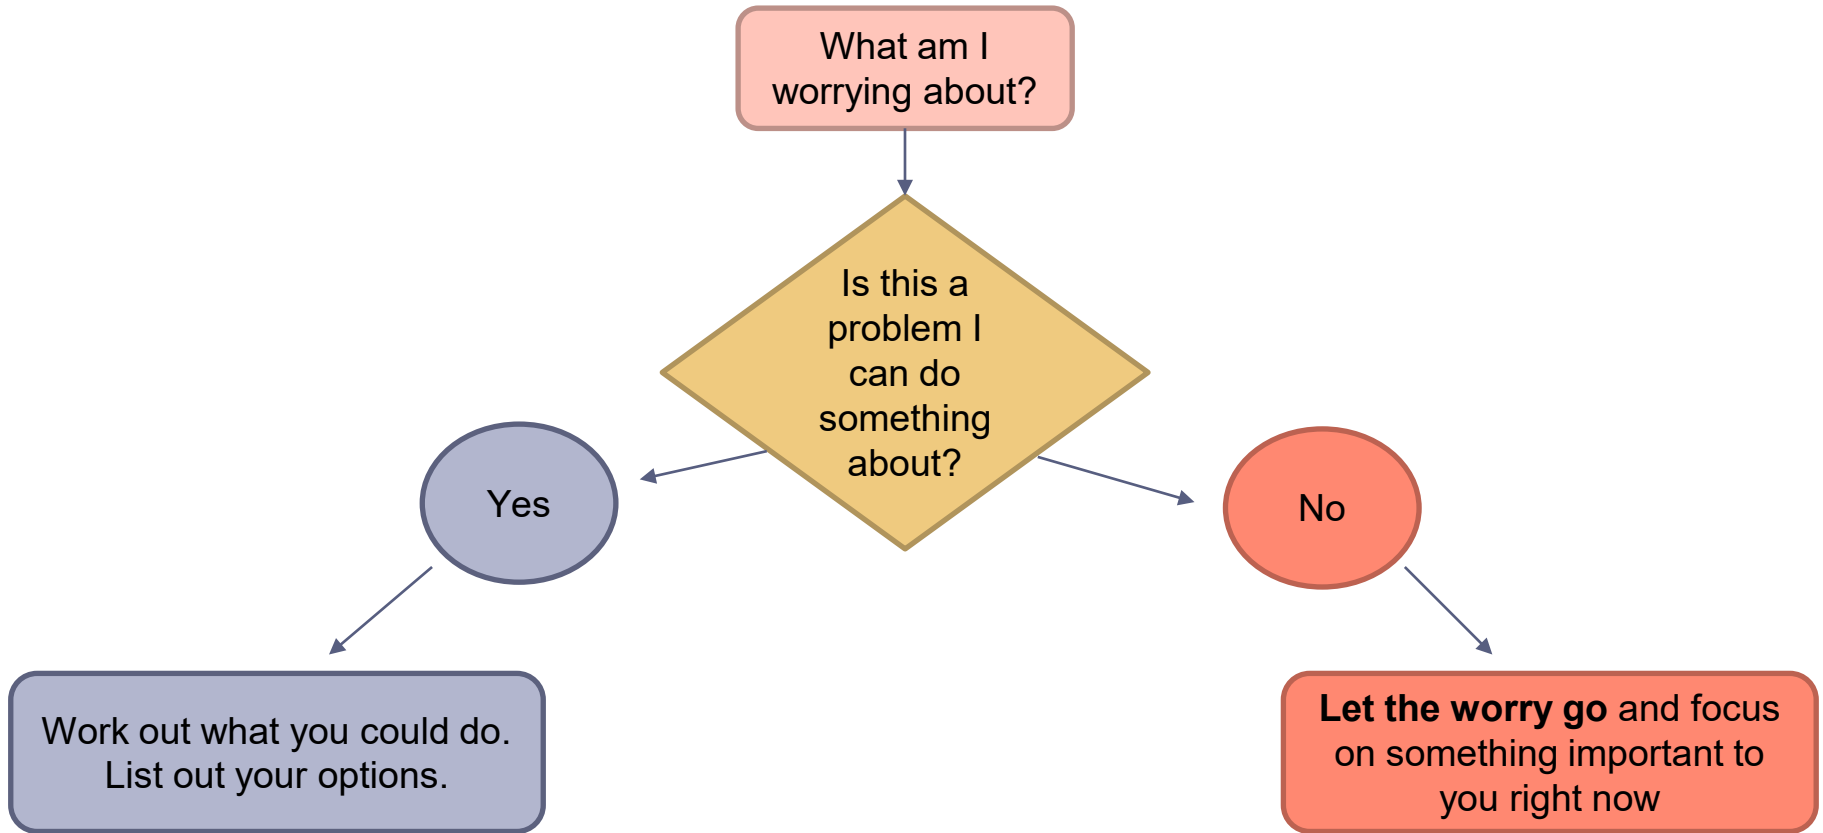 What am I
worrying about?
Is this a
problem I
can do
something
about?
Yes
No
Work out what you could do.
List out your options.
Let the worry go and focus
on something important to
you right now